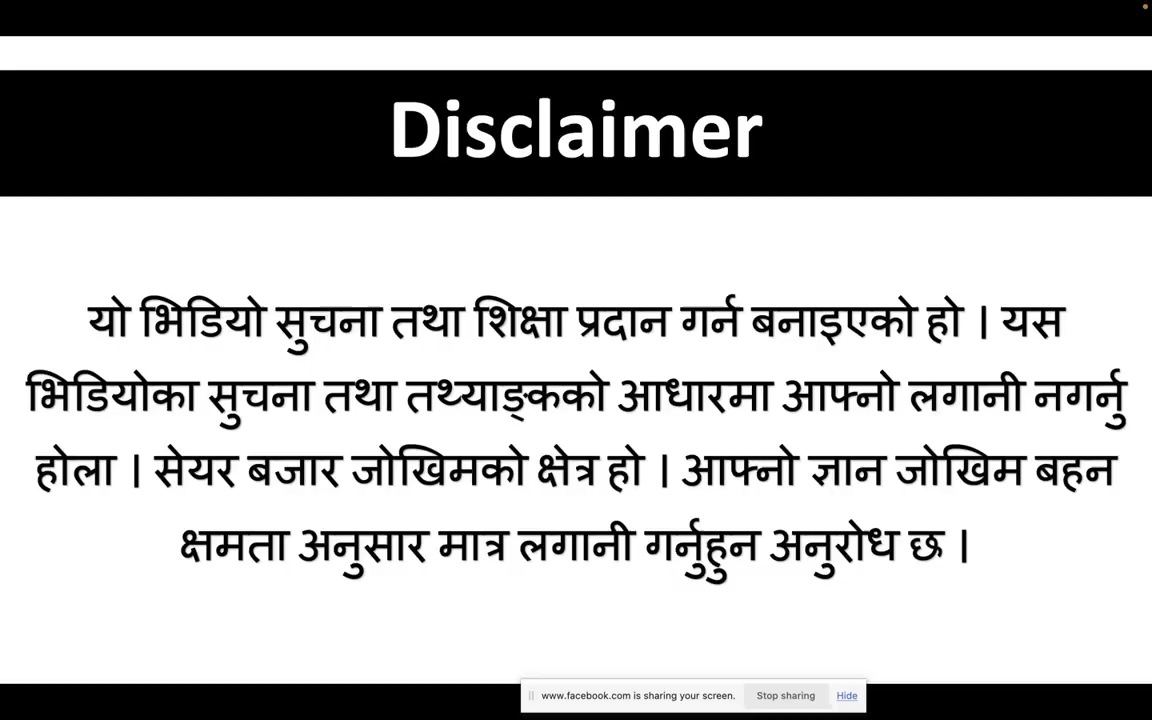 Disclaimer
यो भिडियो सुचना तथा शिक्षा प्रदान गर्न बनाइएको हो । यस
भिडियोका सुचना तथा तथ्याङ्कको आधारमा आफ्नो लगानी नगर्नु
होला । सेयर बजार जोखिमको क्षेत्र हो । आफ्नो ज्ञान जोखिम बहन
क्षमता अनुसार मात्र लगानी गर्नुहुन अनुरोध छ ।
www.facebook.com is sharing your screen. Stop sharing Hide